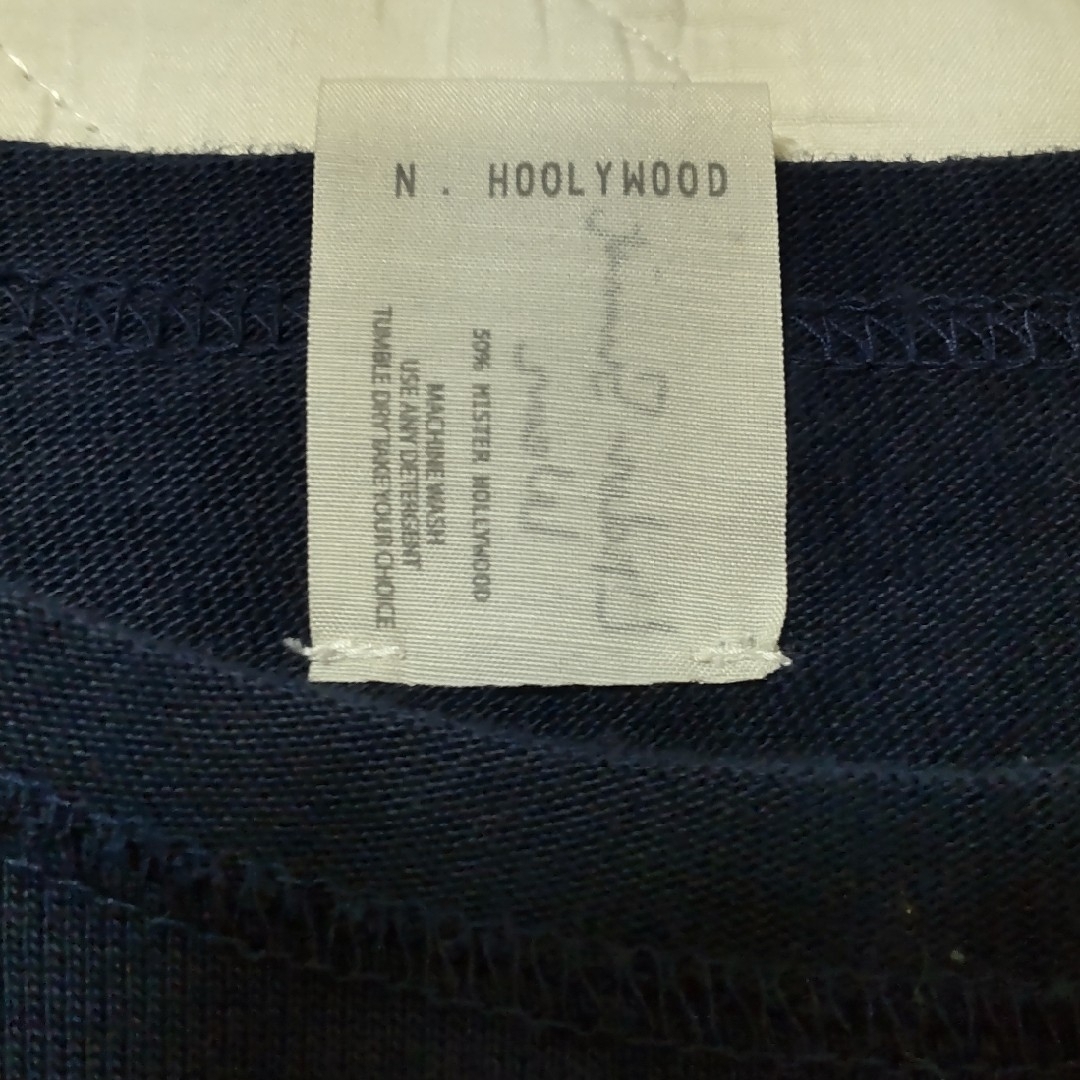 N . HOOLYWOOD
50% MISTER HOLLYWOOD
MACHINE WASH
USE ANY DETERGENT
TUMBLE DRY TAKE YOUR CHOICE